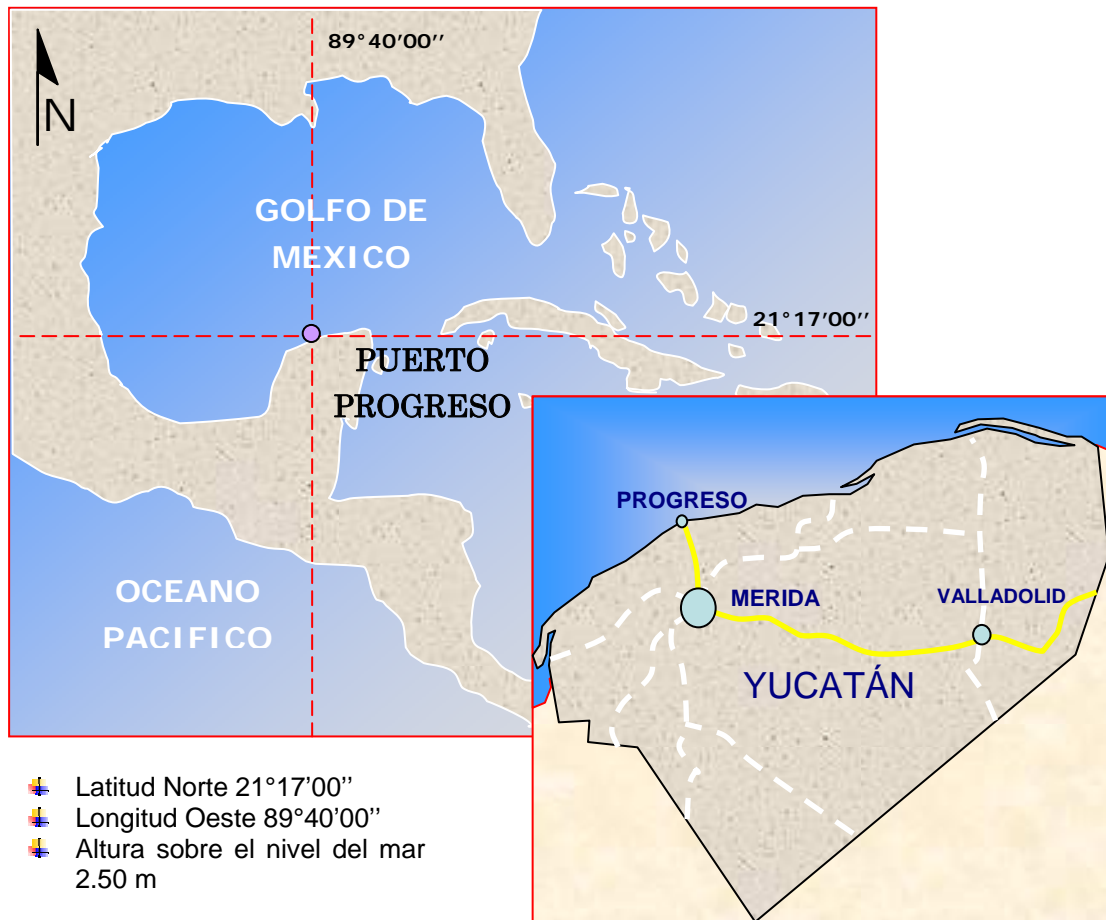 89°40'00''
N
GOLFO DE
MEXICO
21°17'00''
PUERTO
PROGRESO
OCEANO
PACIFICO
PROGRESO
MERIDA
VALLADOLID
YUCATÁN
Latitud Norte 21°17'00''
Longitud Oeste 89°40'00''
Altura sobre el nivel del mar
2.50 m